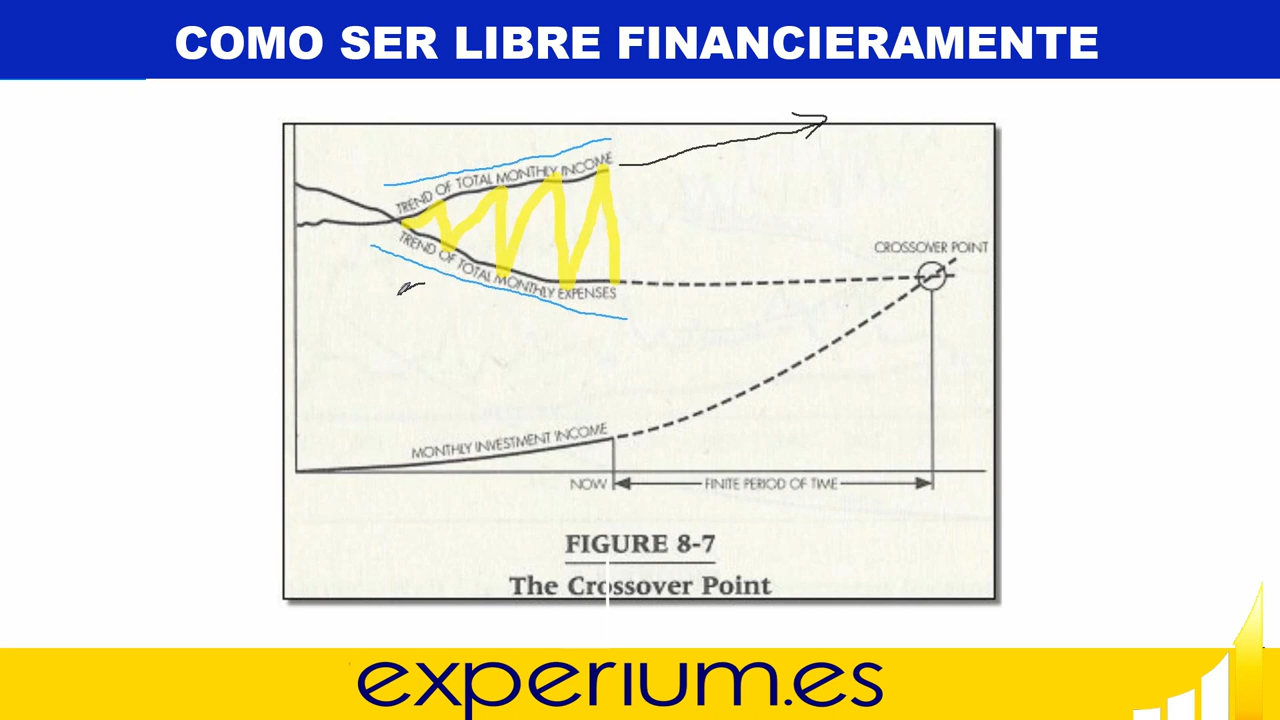 COMO SER LIBRE FINANCIERAMENTE
TREND OF TOTAL MONTHLY INCOME
CROSSOVER POINT
TREND OF TOTAL MONTHLY EXPENSES
MONTHLY INVESTMENT INCOME
NOW
FINITE PERIOD OF TIME
FIGURE 8-7
The Crossover Point
experium.es